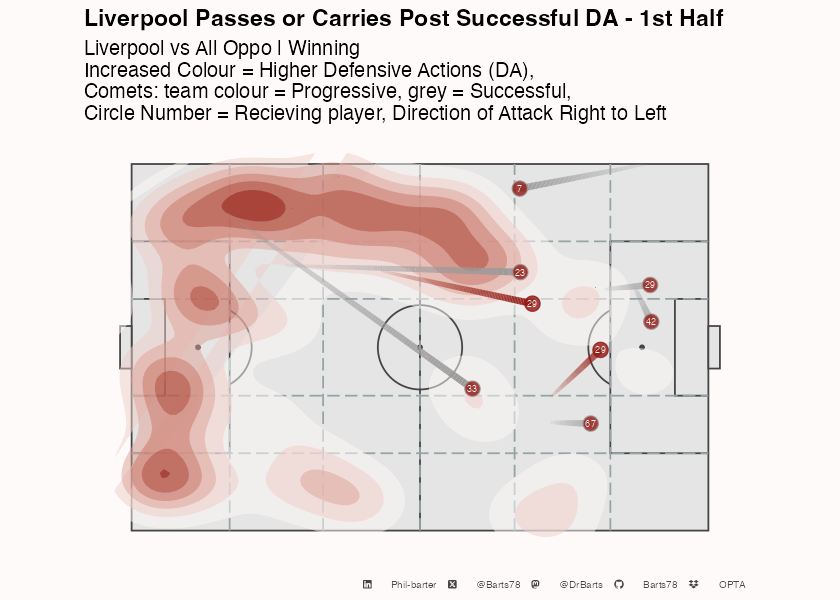 Liverpool Passes or Carries Post Successful DA - 1st Half
Liverpool vs All Oppo I Winning
Increased Colour = Higher Defensive Actions (DA),
Comets: team colour = Progressive, grey = Successful,
Circle Number = Recieving player, Direction of Attack Right to Left
7
23
29
29
42
29
33
67
Phil-barter @Barts78 @DrBarts Barts78 OPTA